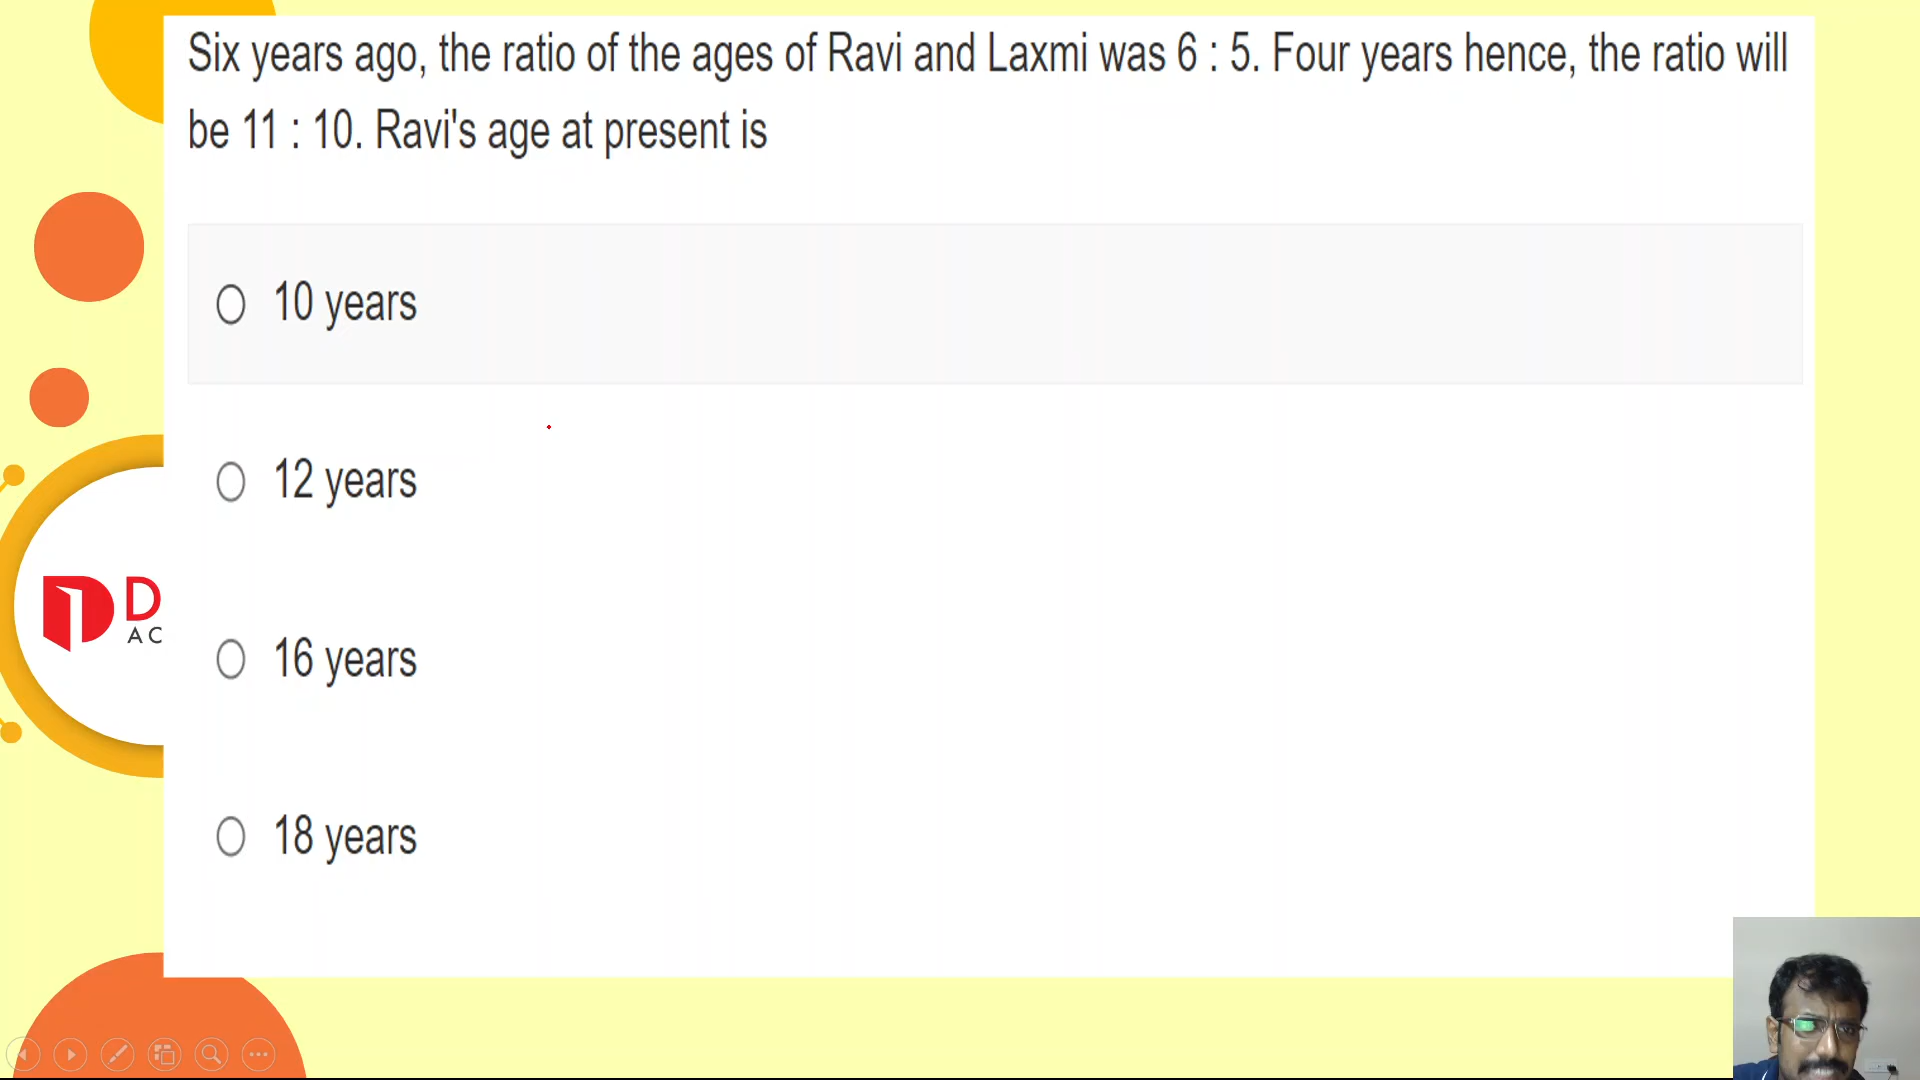 Six years ago, the ratio of the ages of Ravi and Laxmi was 6 : 5. Four years hence, the ratio will
be 11 : 10. Ravi's age at present is
10 years
12 years
16 years
18 years
D
AC